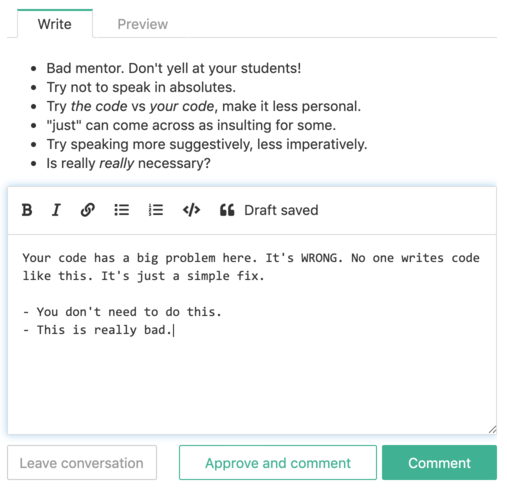 Write Preview
• Bad mentor. Don't yell at your students!
• Try not to speak in absolutes.
• Try the code vs your code, make it less personal.
• "just" can come across as insulting for some.
• Try speaking more suggestively, less imperatively.
• Is really really necessary?
B I </> Draft saved
Your code has a big problem here. It's WRONG. No one writes code
like this. It's just a simple fix.
- You don't need to do this.
- This is really bad.
Leave conversation Approve and comment Comment